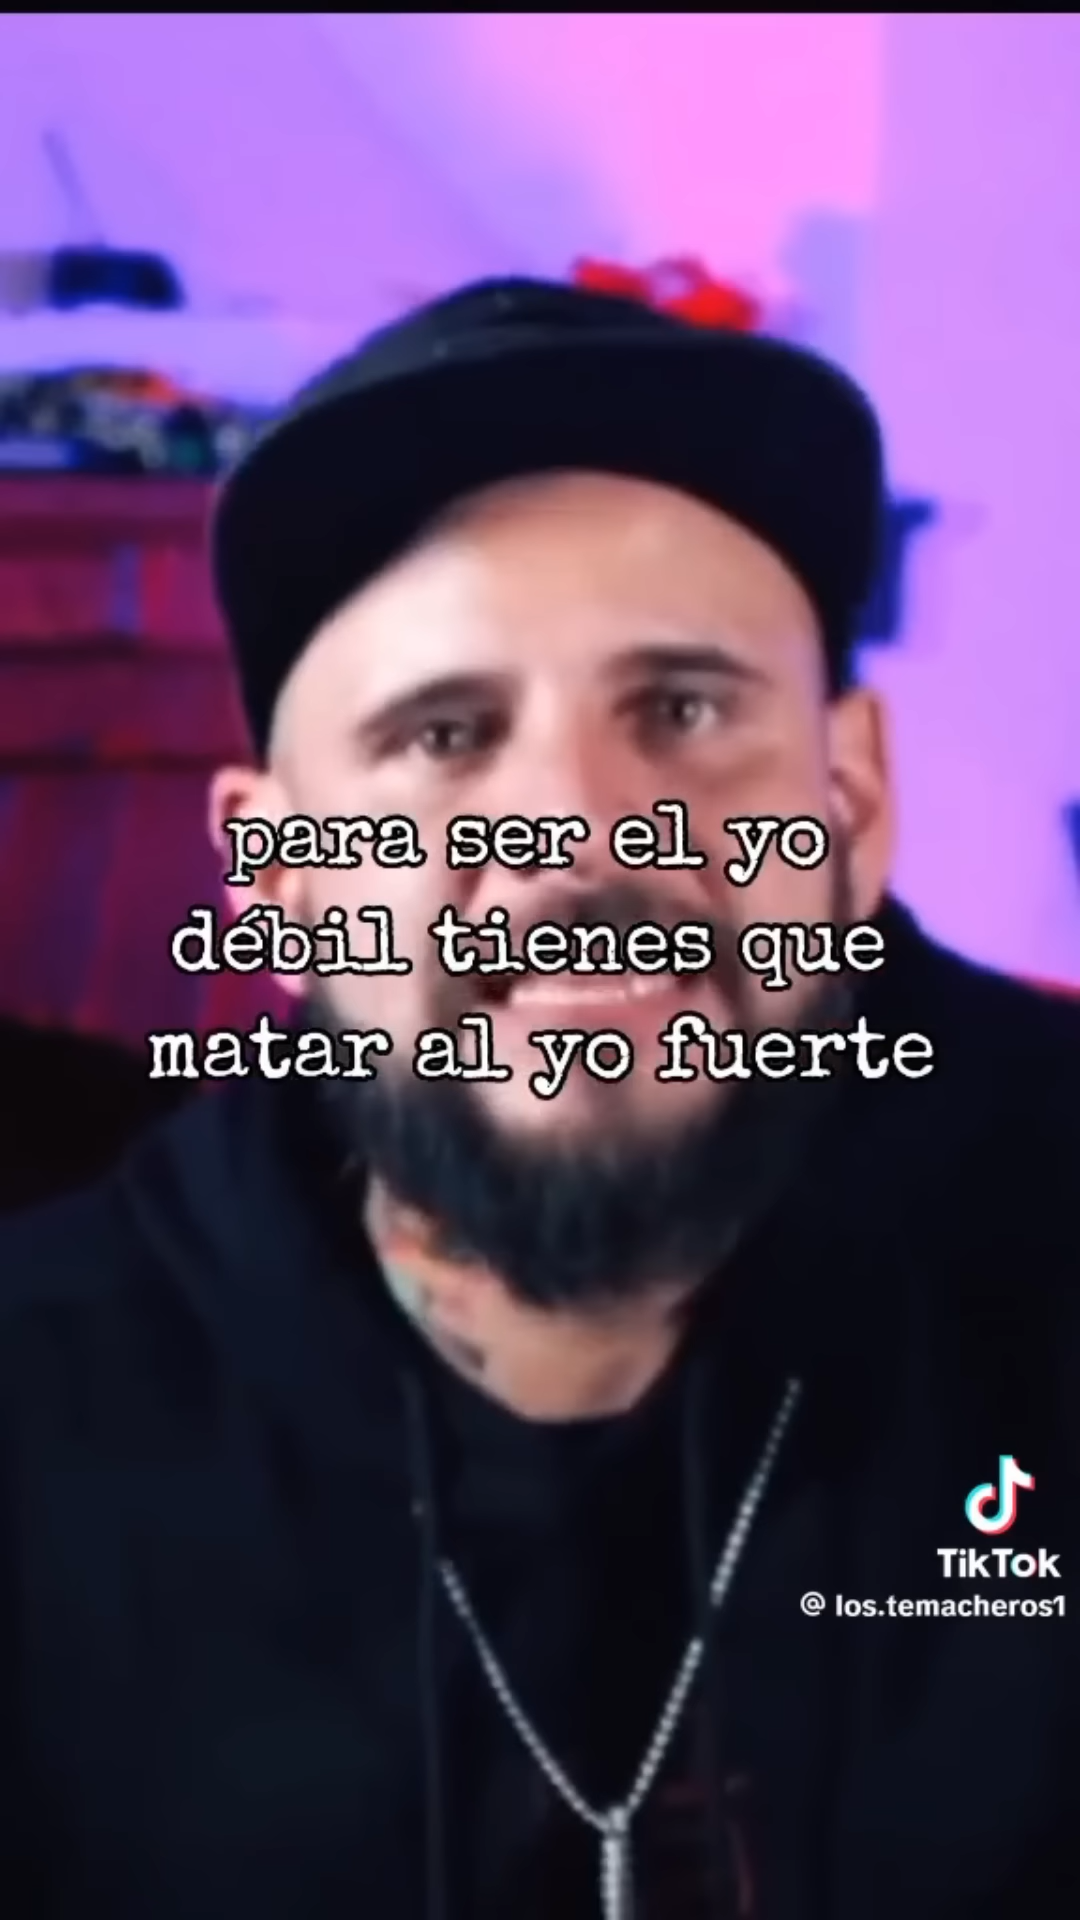 para ser el yo
débil tienes que
matar al yo fuerte
TikTok
@ los.temacheros1